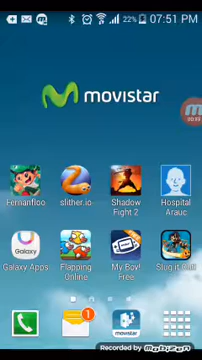 22% 07:51 PM
movistar
Fernanfloo slither.io Shadow Fight 2 Hospital Arauc
Galaxy Apps Flapping Online My Boy! Free Slug it Out
1
movistar
Recorded by
Mobizen